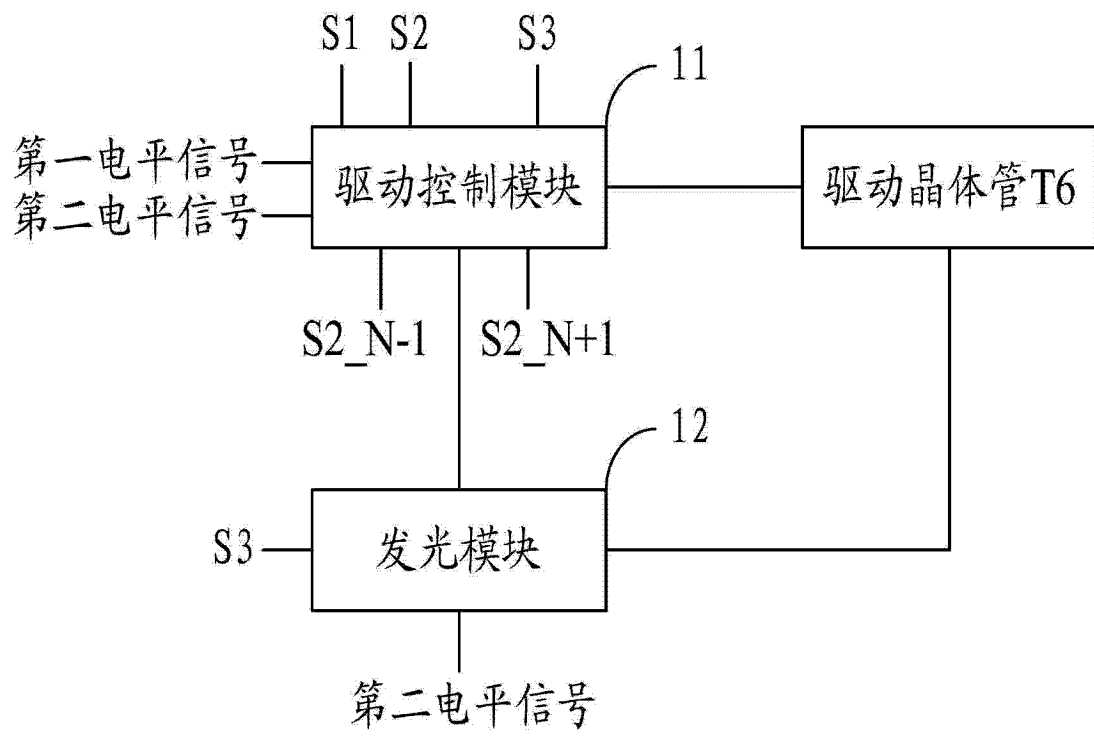 S1 S2 S3
11
第一电平信号
第二电平信号
驱动控制模块
驱动晶体管T6
S2_N-1 S2_N+1
12
S3
发光模块
第二电平信号